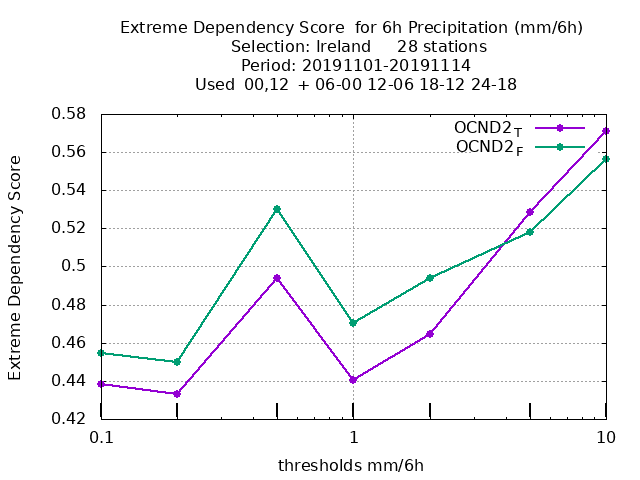 Extreme Dependency Score  for 6h Precipitation (mm/6h)
Selection: Ireland     28 stations
Period: 20191101-20191114
Used  00,12  + 06-00 12-06 18-12 24-18
OCND2T
OCND2F
Extreme Dependency Score
0.58
0.56
0.54
0.52
0.5
0.48
0.46
0.44
0.42
0.1 1 10
thresholds mm/6h